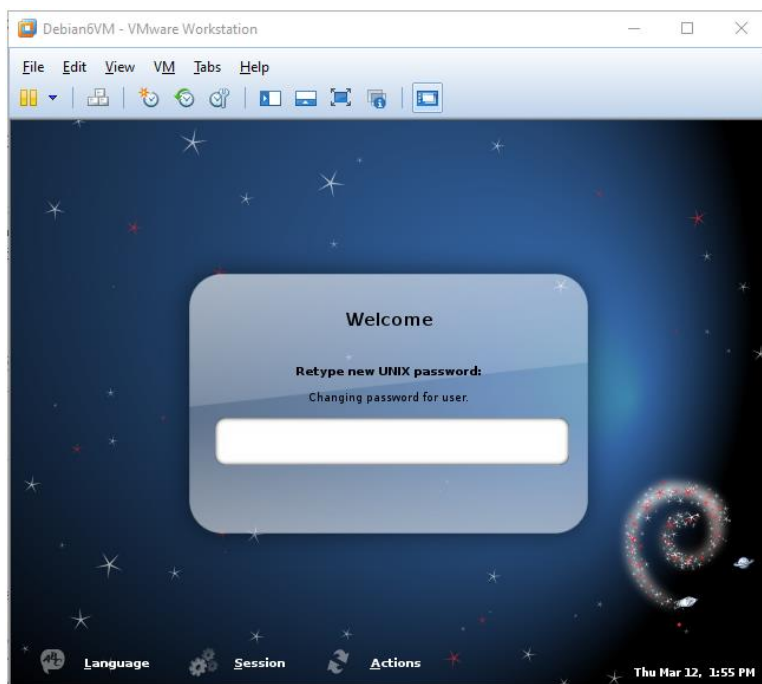 Debian6VM - VMware Workstation
File Edit View VM Tabs Help
Welcome
Retype new UNIX password:
Changing password for user.
Language Session Actions
Thu Mar 12, 1:55 PM